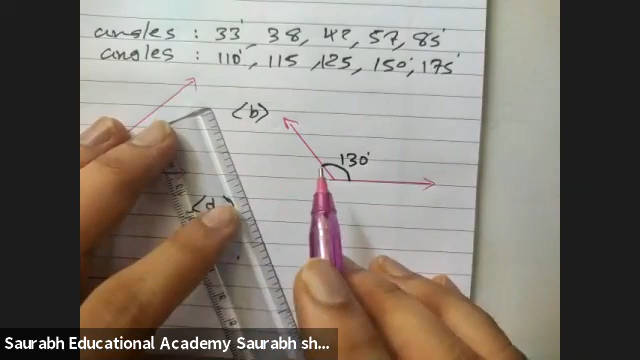 angles : 33°, 38, 42, 57, 85°
angles : 110°, 115, 125, 150°, 175°
(b)
130°
(d)
Saurabh Educational Academy Saurabh sh...